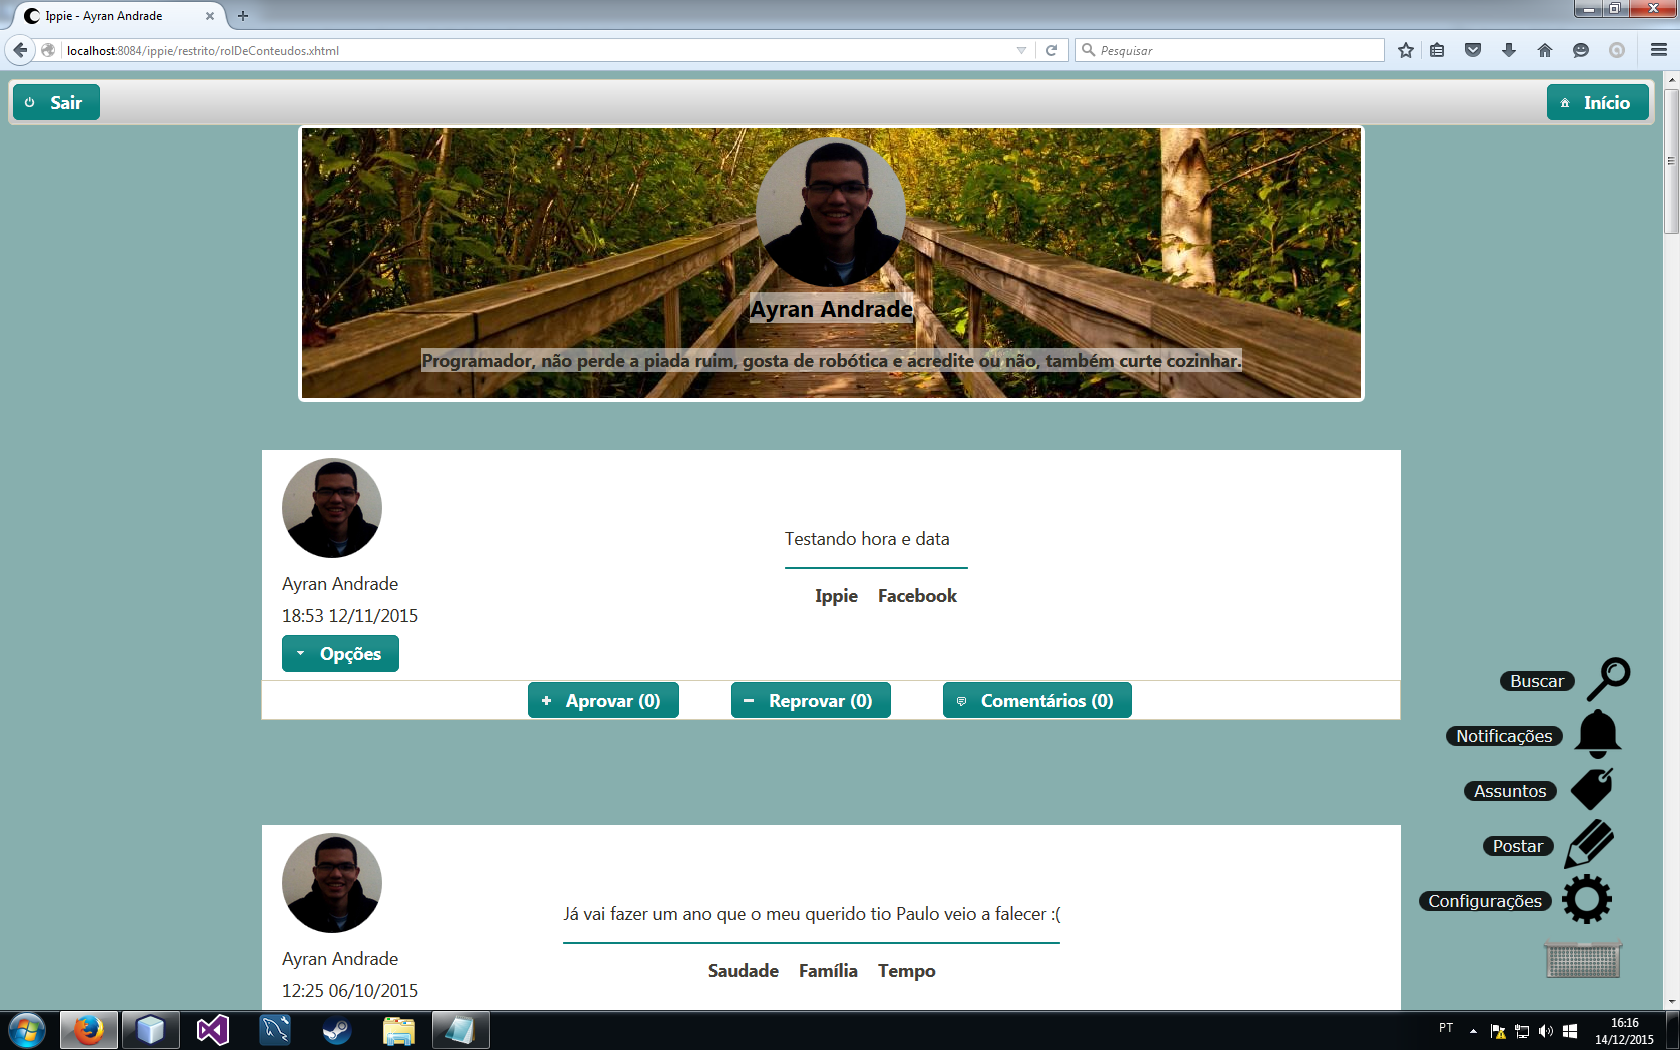 Ippie - Ayran Andrade
localhost:8084/ippie/restrito/rolDeConteudos.xhtml
Pesquisar
Sair
Início
Ayran Andrade
Programador, não perde a piada ruim, gosta de robótica e acredite ou não, também curte cozinhar.
Testando hora e data
Ippie Facebook
Ayran Andrade
18:53 12/11/2015
Opções
Aprovar (0) Reprovar (0) Comentários (0)
Buscar
Notificações
Assuntos
Postar
Configurações
Já vai fazer um ano que o meu querido tio Paulo veio a falecer :(
Saudade Família Tempo
Ayran Andrade
12:25 06/10/2015
PT
16:16
14/12/2015